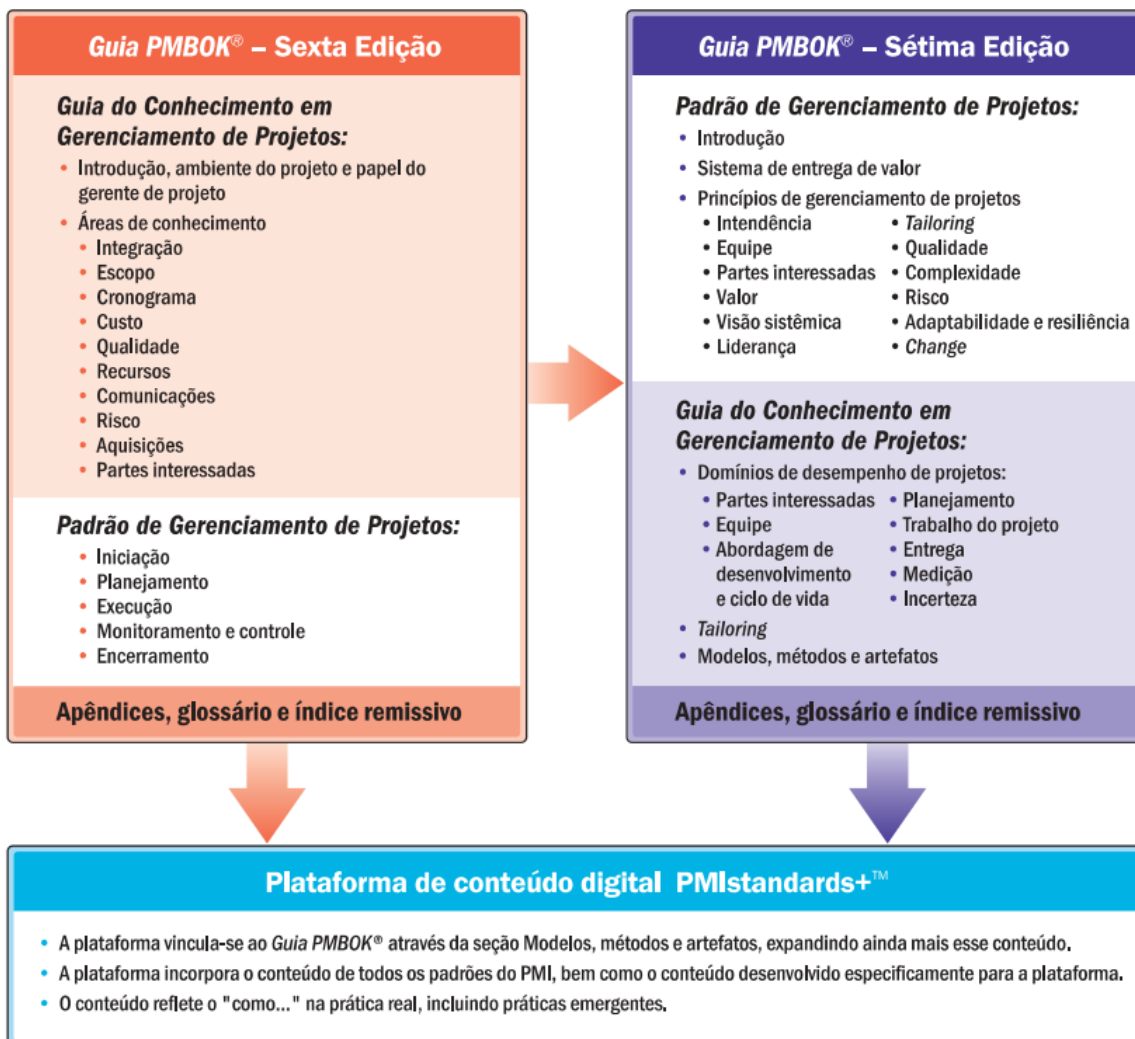 Guia PMBOK® – Sexta Edição
Guia do Conhecimento em
Gerenciamento de Projetos:
• Introdução, ambiente do projeto e papel do
gerente de projeto
• Áreas de conhecimento
• Integração
• Escopo
• Cronograma
• Custo
• Qualidade
• Recursos
• Comunicações
• Risco
• Aquisições
• Partes interessadas
Padrão de Gerenciamento de Projetos:
• Iniciação
• Planejamento
• Execução
• Monitoramento e controle
• Encerramento
Apêndices, glossário e índice remissivo
Guia PMBOK® – Sétima Edição
Padrão de Gerenciamento de Projetos:
• Introdução
• Sistema de entrega de valor
• Princípios de gerenciamento de projetos
• Intendência
• Equipe
• Partes interessadas
• Valor
• Visão sistêmica
• Liderança
• Tailoring
• Qualidade
• Complexidade
• Risco
• Adaptabilidade e resiliência
• Change
Guia do Conhecimento em
Gerenciamento de Projetos:
• Domínios de desempenho de projetos:
• Partes interessadas
• Equipe
• Abordagem de
desenvolvimento
e ciclo de vida
• Planejamento
• Trabalho do projeto
• Entrega
• Medição
• Incerteza
• Tailoring
• Modelos, métodos e artefatos
Apêndices, glossário e índice remissivo
Plataforma de conteúdo digital PMIstandards+™
• A plataforma vincula-se ao Guia PMBOK® através da seção Modelos, métodos e artefatos, expandindo ainda mais esse conteúdo.
• A plataforma incorpora o conteúdo de todos os padrões do PMI, bem como o conteúdo desenvolvido especificamente para a plataforma.
• O conteúdo reflete o "como..." na prática real, incluindo práticas emergentes.